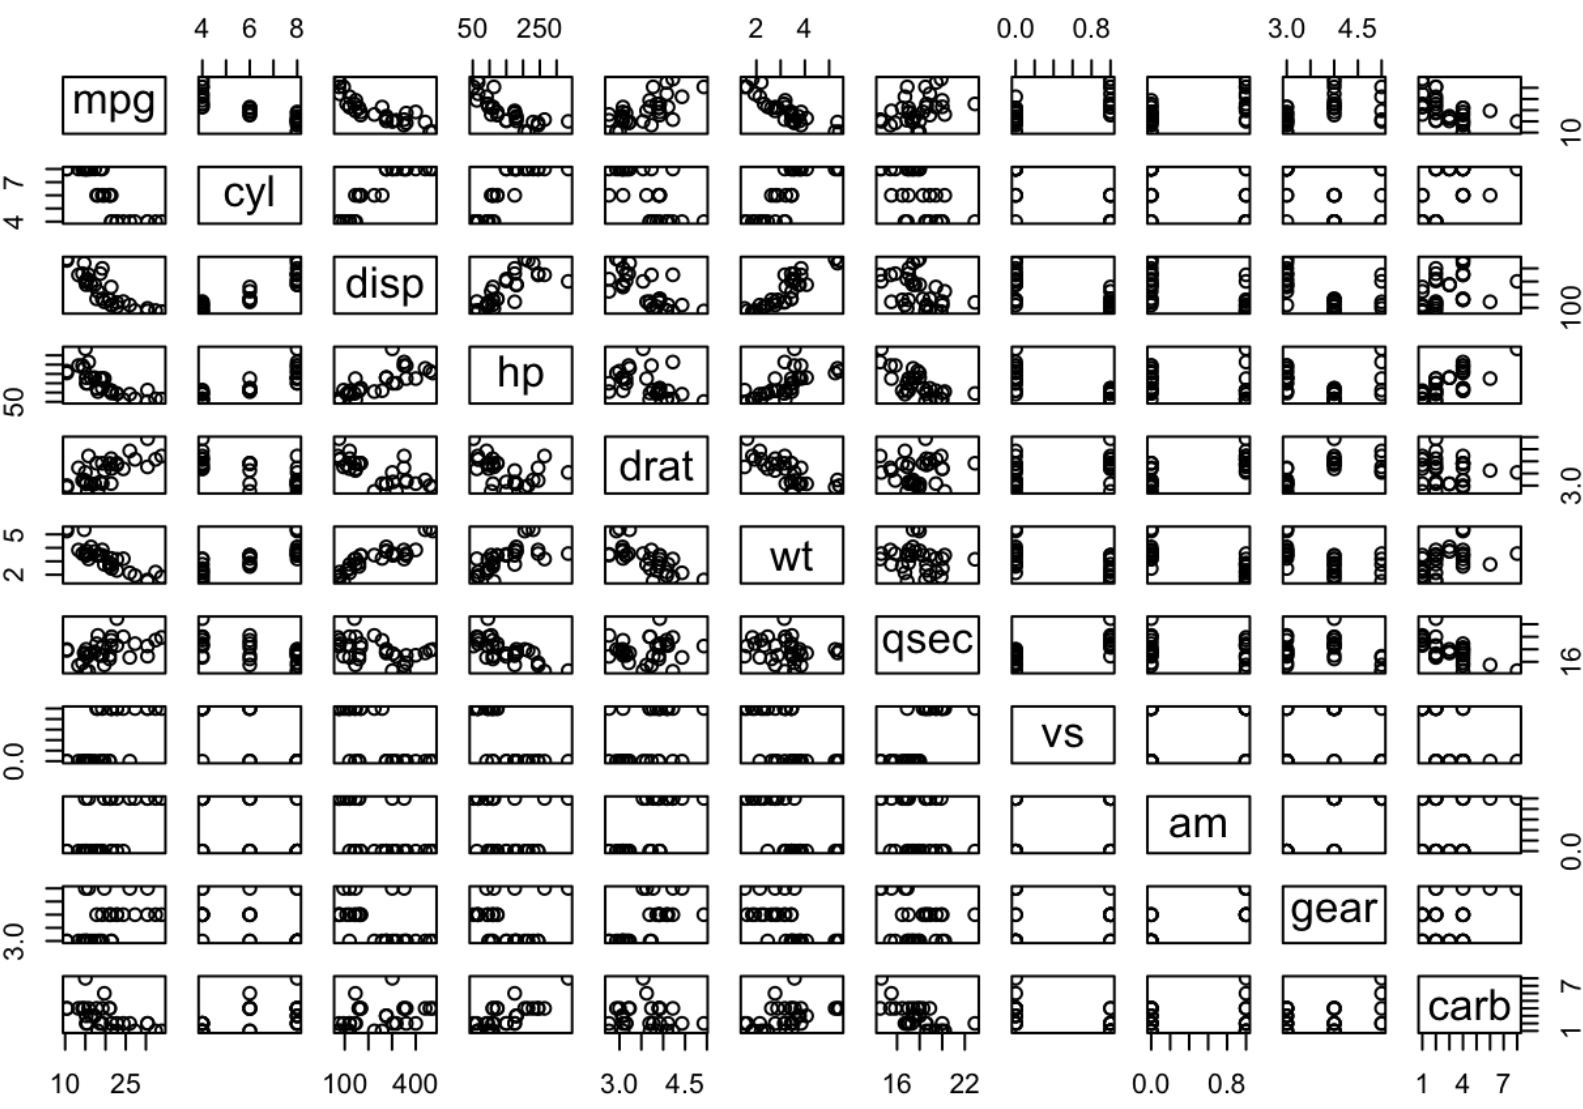 4 6 8 50 250 2 4 0.0 0.8 3.0 4.5
mpg 10
7 4 cyl
disp 100
50 hp
drat 3.0
5 2 wt
qsec 16
0.0 vs
am 0.0
3.0 gear
carb 1 7
10 25 100 400 3.0 4.5 16 22 0.0 0.8 1 4 7